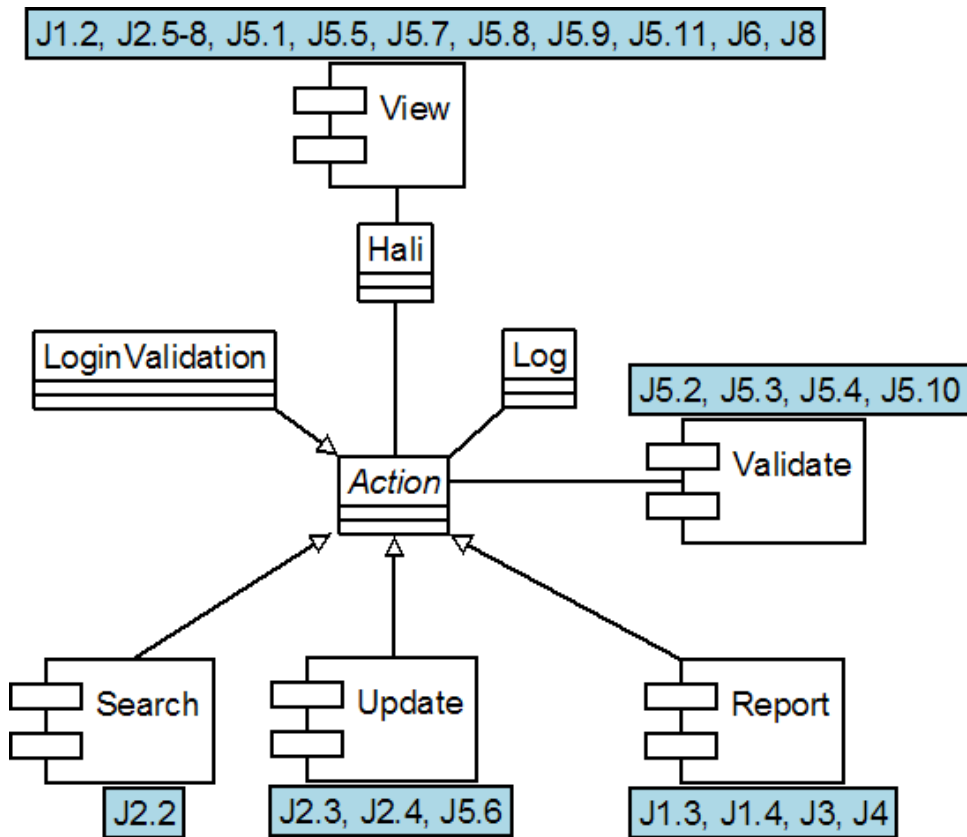 J1.2, J2.5-8, J5.1, J5.5, J5.7, J5.8, J5.9, J5.11, J6, J8
View
Hali
LoginValidation
Log
J5.2, J5.3, J5.4, J5.10
Validate
Action
Search
Update
Report
J2.2
J2.3, J2.4, J5.6
J1.3, J1.4, J3, J4